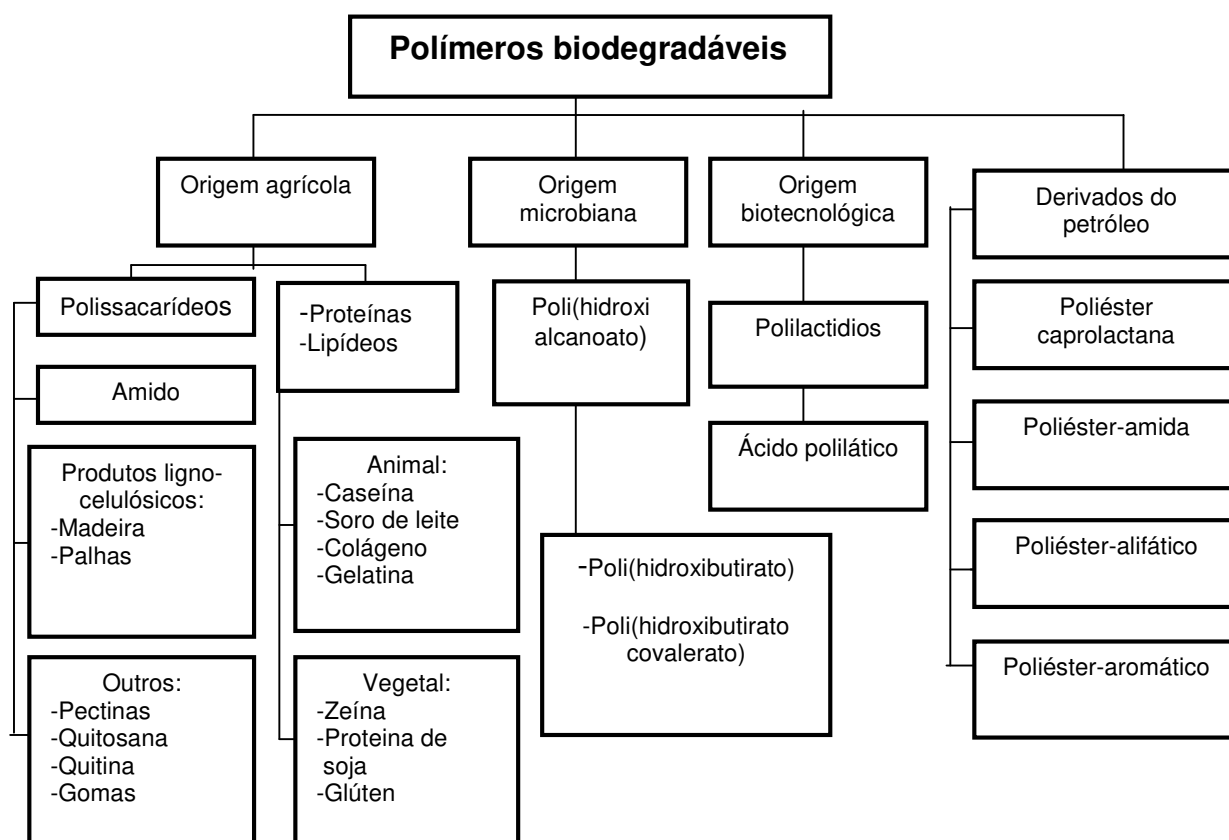 Polímeros biodegradáveis
Origem agrícola
Origem
microbiana
Origem
biotecnológica
Derivados do
petróleo
Polissacarídeos
-Proteínas
-Lipídeos
Poli(hidroxi
alcanoato)
Polilactidios
Poliéster
caprolactana
Amido
Ácido polilático
Poliéster-amida
Produtos ligno-
celulósicos:
-Madeira
-Palhas
Animal:
-Caseína
-Soro de leite
-Colágeno
-Gelatina
-Poli(hidroxibutirato)
-Poli(hidroxibutirato
covalerato)
Poliéster-alifático
Outros:
-Pectinas
-Quitosana
-Quitina
-Gomas
Vegetal:
-Zeína
-Proteina de
soja
-Glúten
Poliéster-aromático